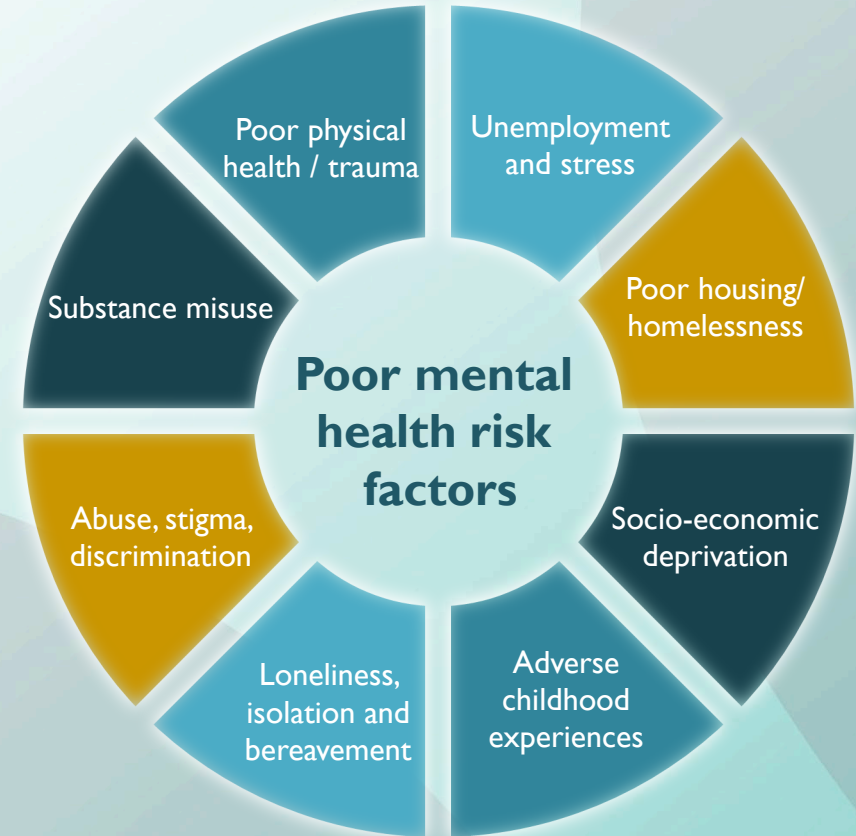 Poor mental
health risk
factors
Unemployment
and stress
Poor housing/
homelessness
Socio-economic
deprivation
Adverse
childhood
experiences
Loneliness,
isolation and
bereavement
Abuse, stigma,
discrimination
Substance misuse
Poor physical
health / trauma